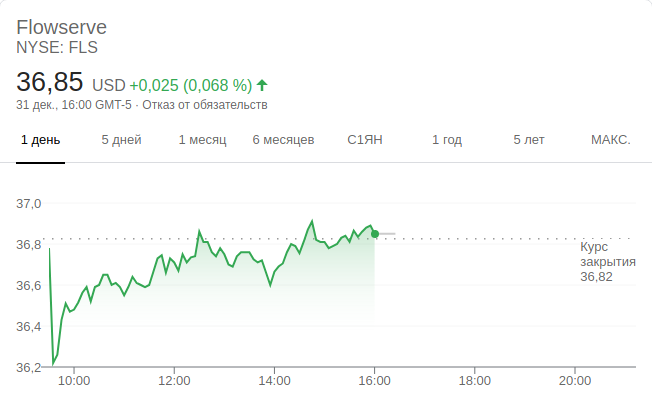 Flowserve
NYSE: FLS
36,85 USD +0,025 (0,068 %)
31 дек., 16:00 GMT-5 · Отказ от обязательств
1 день 5 дней 1 месяц 6 месяцев С1ЯН 1 год 5 лет МАКС.
37,0
36,8
Курс
закрытия
36,82
36,6
36,4
36,2
10:00 12:00 14:00 16:00 18:00 20:00